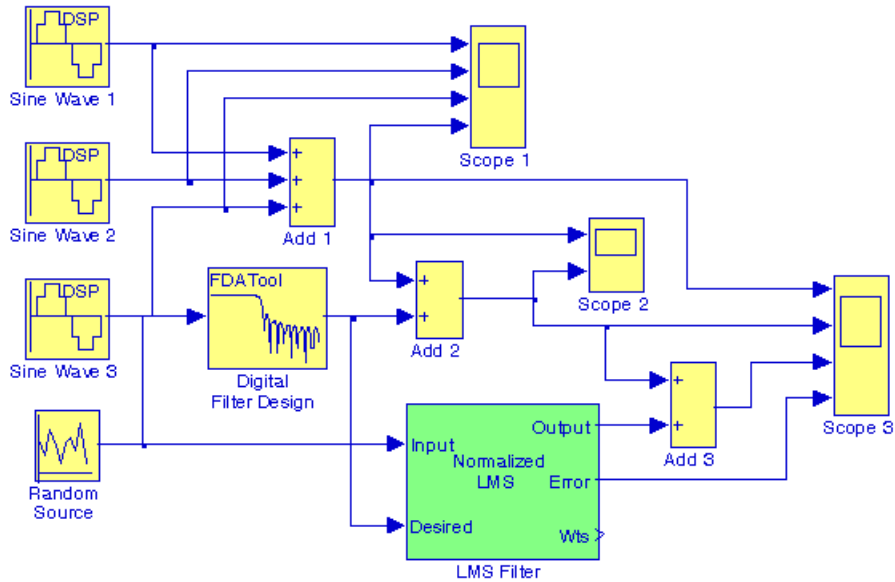 DSP
Sine Wave 1
DSP
Sine Wave 2
DSP
Sine Wave 3
Random
Source
FDATool
Digital
Filter Design
+
+
+
Add 1
+
+
Add 2
Scope 1
Scope 2
Input
Normalized
LMS
Desired
Output
Error
Wts
LMS Filter
+
+
Add 3
Scope 3